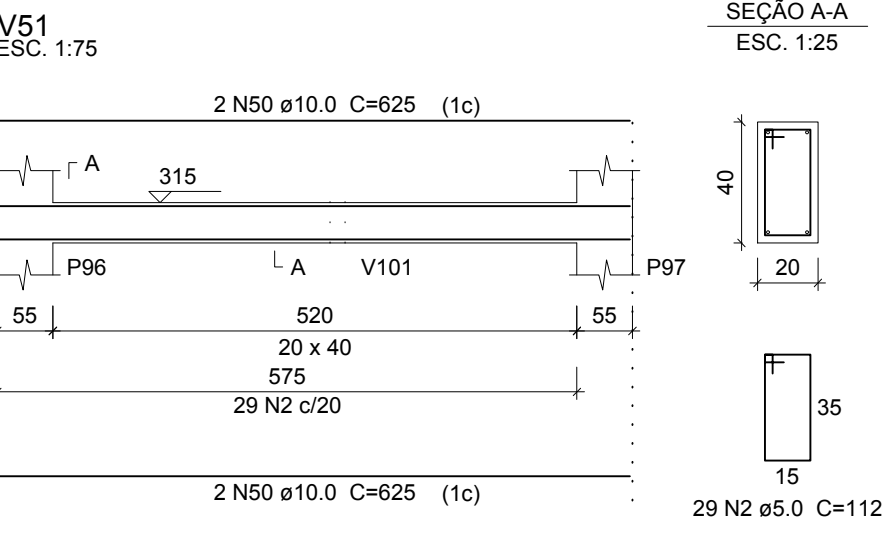 V51
ESC. 1:75
SEÇÃO A-A
ESC. 1:25
2 N50 ø10.0 C=625 (1c)
A
315
40
P96
A
V101
P97
20
55
520
55
20 x 40
575
29 N2 c/20
35
15
2 N50 ø10.0 C=625 (1c)
29 N2 ø5.0 C=112